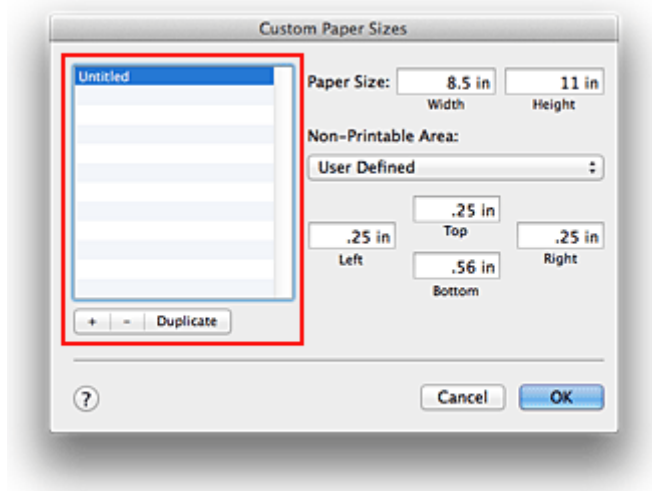 Custom Paper Sizes
Untitled
+ - Duplicate
Paper Size: 8.5 in 11 in
Width Height
Non-Printable Area:
User Defined
.25 in
Top
.25 in .25 in
Left Right
.56 in
Bottom
?
Cancel OK